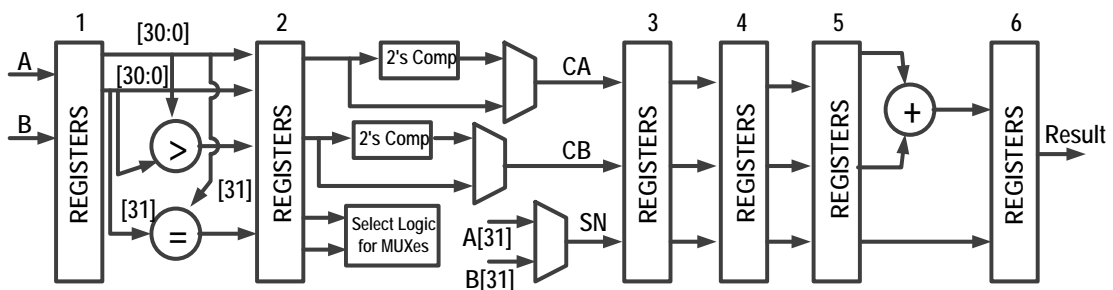 1
2
3
4
5
6
[30:0]
A
[30:0]
B
REGISTERS
>
[31]
[31]
=
REGISTERS
2's Comp
CA
2's Comp
CB
Select Logic
for MUXes
A[31]
B[31]
SN
REGISTERS
REGISTERS
REGISTERS
+
REGISTERS
Result